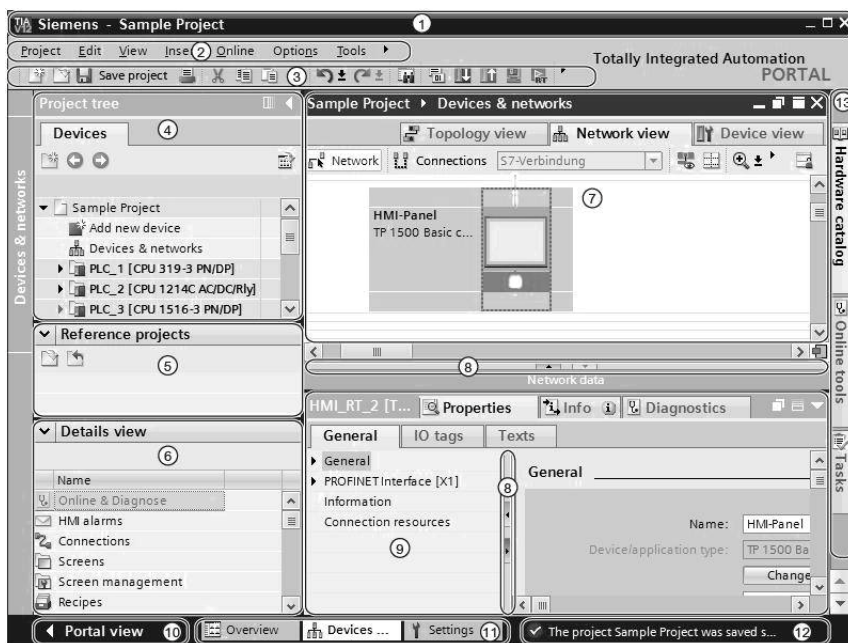 TIA V12 Siemens - Sample Project 1
Project Edit View Inse 2 Online Options Tools
Totally Integrated Automation
PORTAL
Save project 3
Project tree
Devices 4
Devices & networks
Sample Project
Add new device
Devices & networks
PLC_1 [CPU 319-3 PN/DP]
PLC_2 [CPU 1214C AC/DC/Rly]
PLC_3 [CPU 1516-3 PN/DP]
Reference projects
5
Details view
6
Name
Online & Diagnose
HMI alarms
Connections
Screens
Screen management
Recipes
Sample Project Devices & networks
Topology view Network view Device view
Network Connections S7-Verbindung
7
HMI-Panel
TP 1500 Basic c...
8
Network data
HMI_RT_2 [T... Properties Info Diagnostics
General IO tags Texts
General
PROFINET Interface [X1]
Information
Connection resources
9
8
General
Name: HMI-Panel
Device/application type: TP 1500 Ba
Change
13
Hardware catalog
Online tools
Tasks
Portal view 10 Overview Devices ... Settings 11 The project Sample Project was saved s... 12